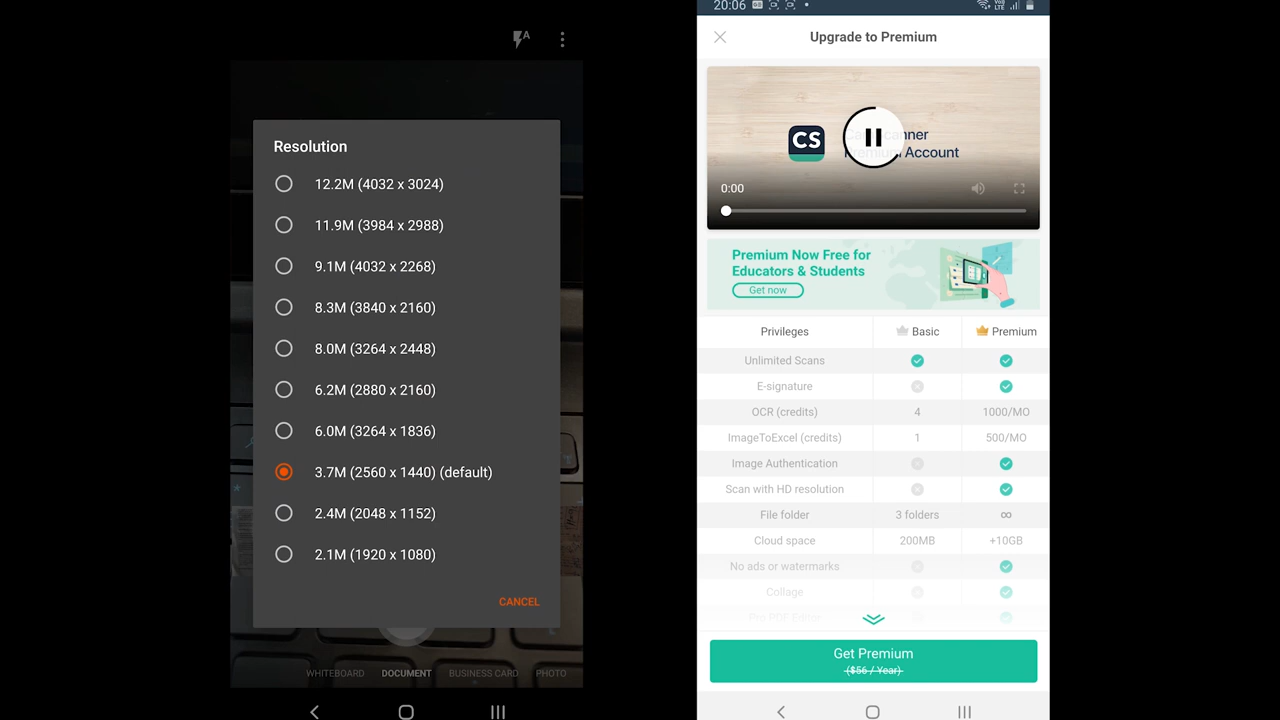 A
Resolution
12.2M (4032 x 3024)
11.9M (3984 x 2988)
9.1M (4032 x 2268)
8.3M (3840 x 2160)
8.0M (3264 x 2448)
6.2M (2880 x 2160)
6.0M (3264 x 1836)
3.7M (2560 x 1440) (default)
2.4M (2048 x 1152)
2.1M (1920 x 1080)
CANCEL
WHITEBOARD DOCUMENT BUSINESS CARD PHOTO
20:06
Upgrade to Premium
CS
Premium Account
0:00
Premium Now Free for
Educators & Students
Get now
Privileges Basic Premium
Unlimited Scans
E-signature
OCR (credits) 4 1000/MO
ImageToExcel (credits) 1 500/MO
Image Authentication
Scan with HD resolution
File folder 3 folders ∞
Cloud space 200MB +10GB
No ads or watermarks
Collage
Pro PDF Editor
Get Premium
($56 / Year)